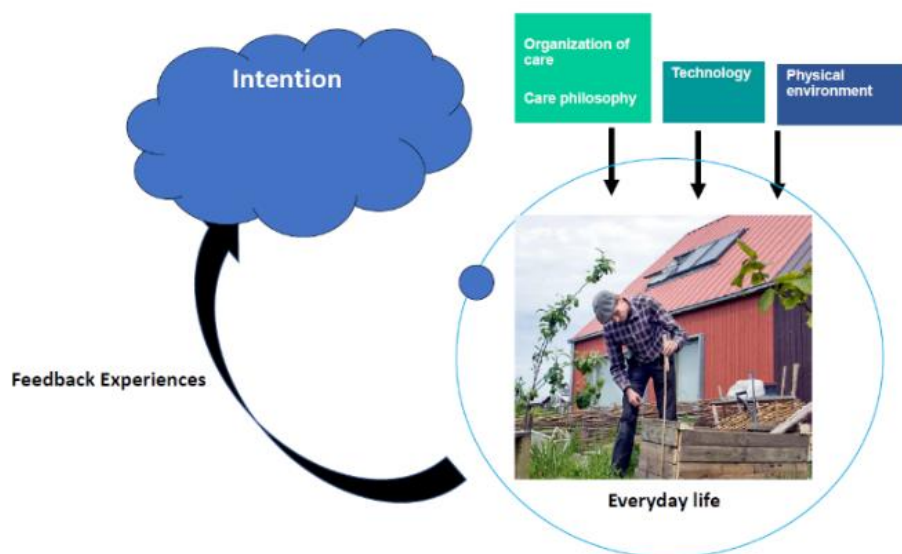 Intention
Organization of
care
Care philosophy
Technology
Physical
environment
Feedback Experiences
Everyday life